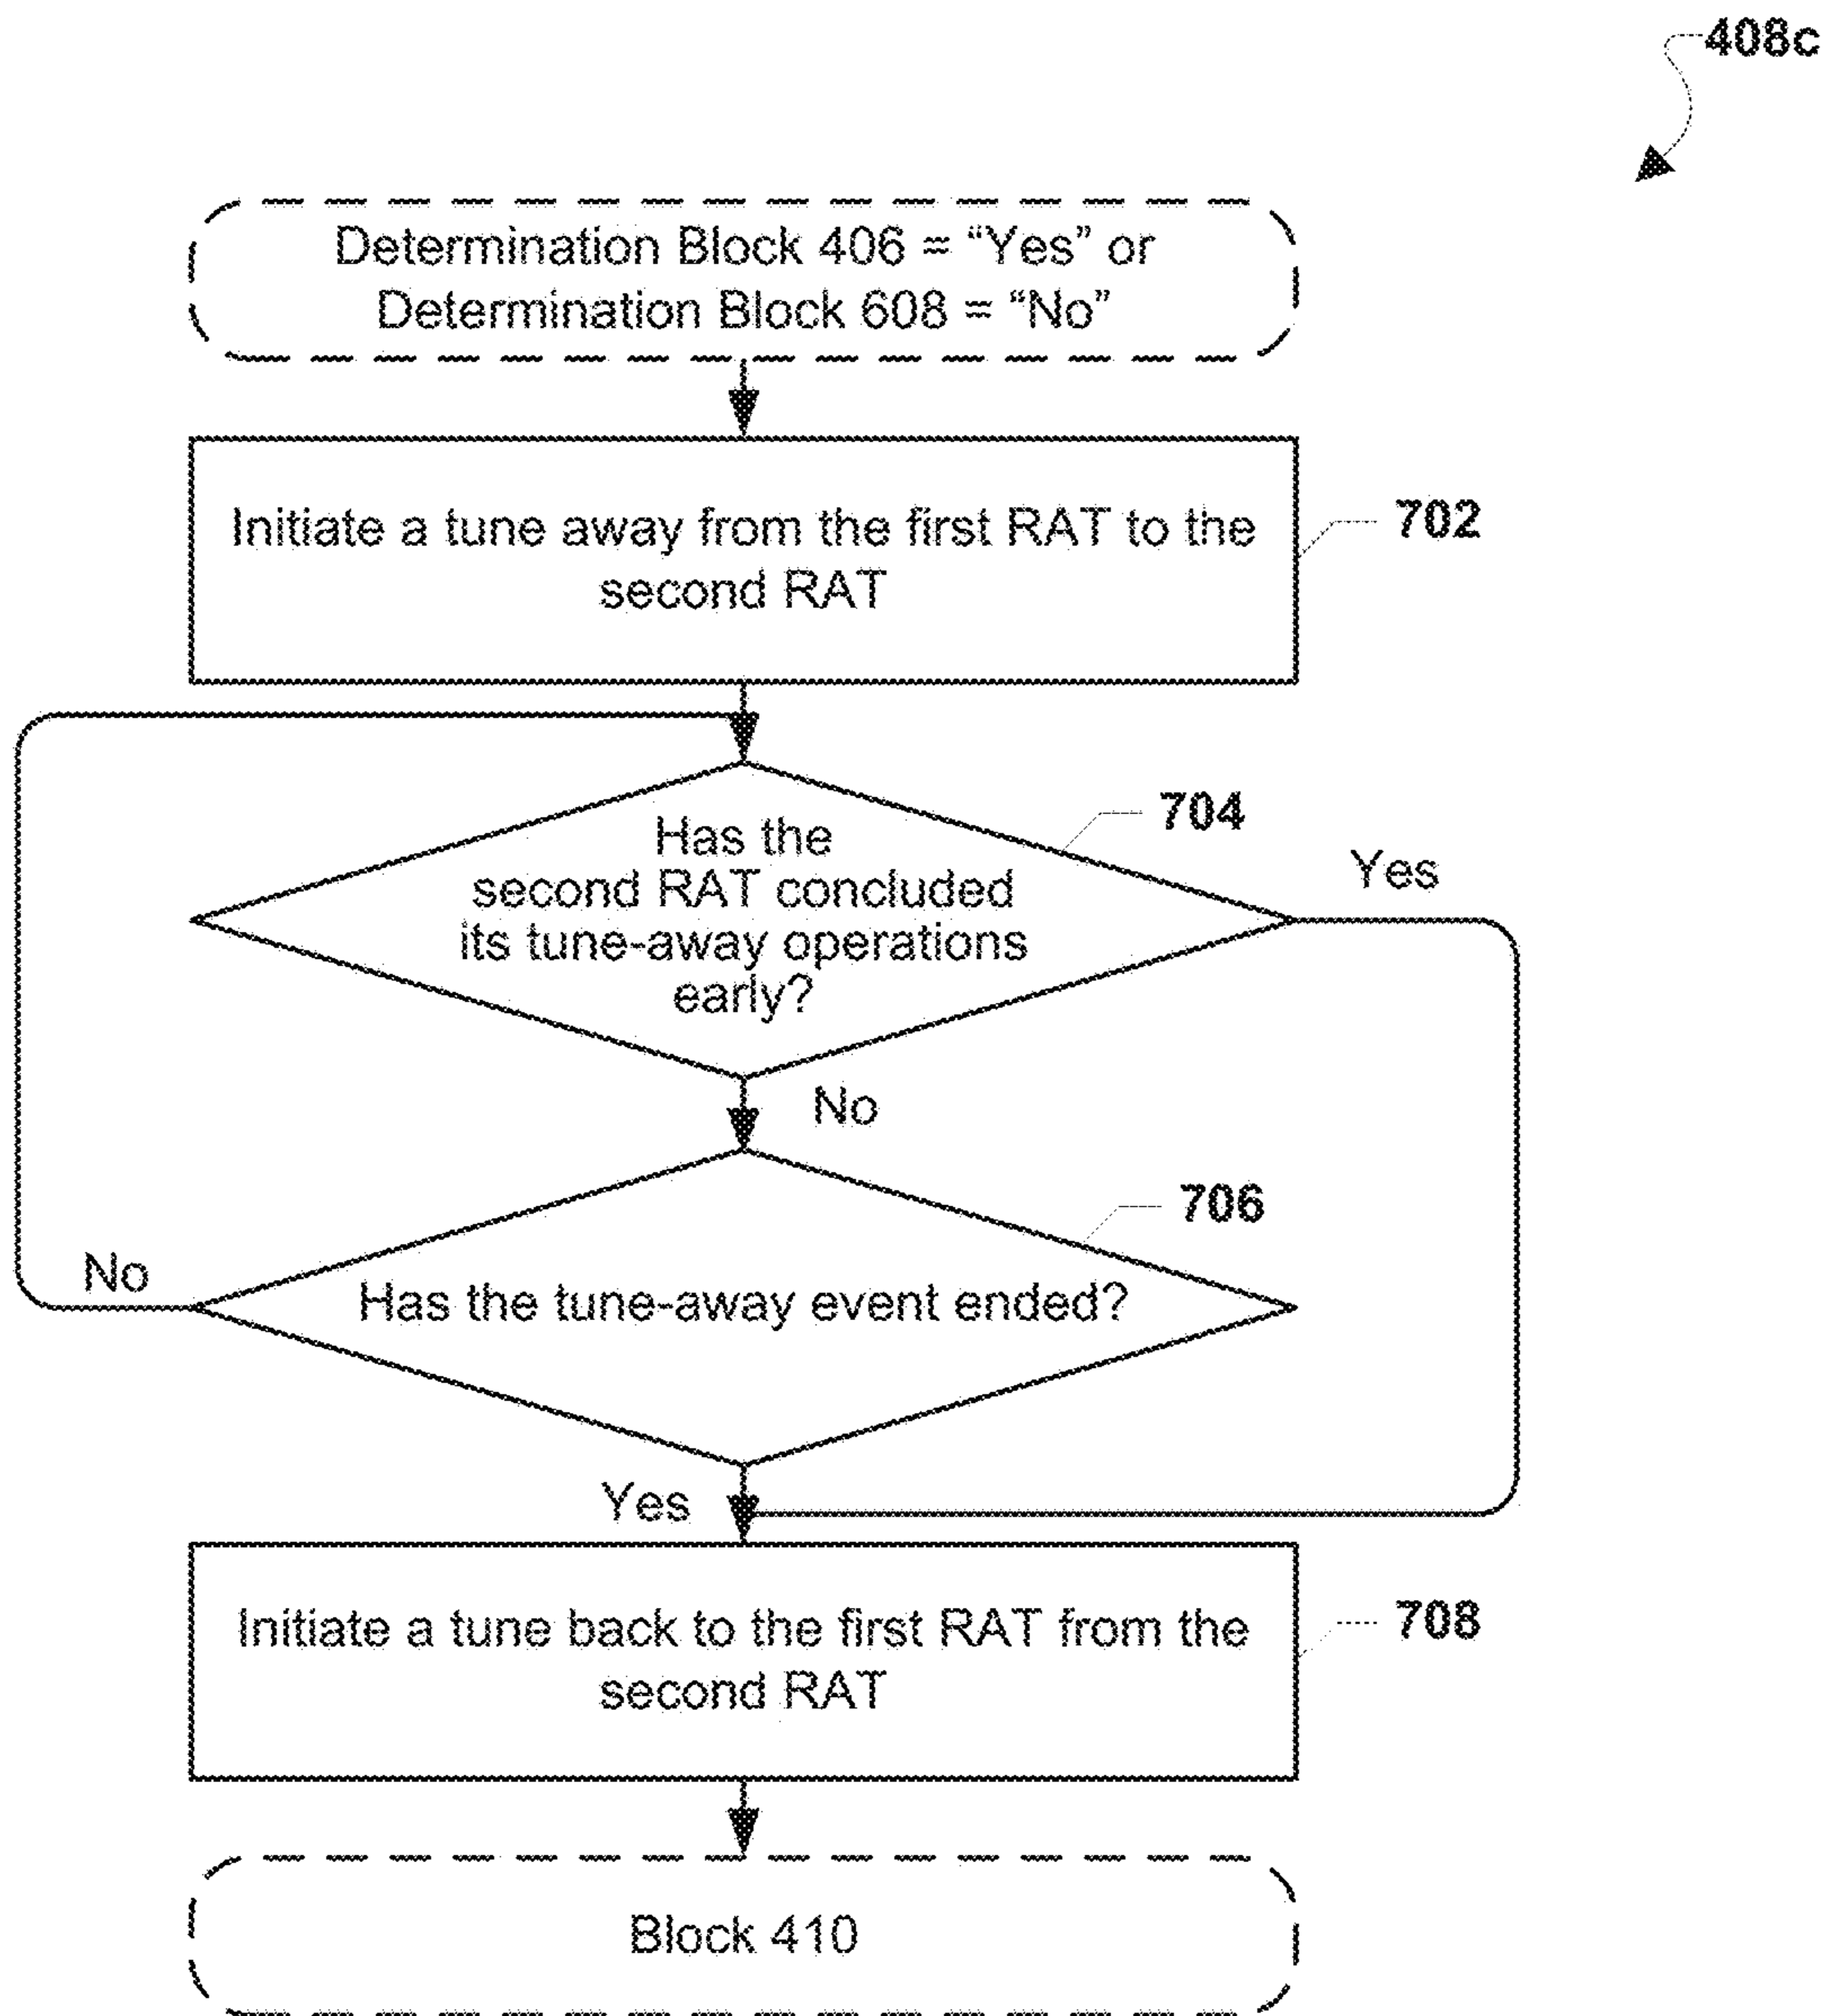 408c
Determination Block 406 = “Yes” or
Determination Block 608 = “No”
Initiate a tune away from the first RAT to the
second RAT
702
704
Has the
second RAT concluded
its tune-away operations
early?
Yes
No
706
Has the tune-away event ended?
No
Yes
Initiate a tune back to the first RAT from the
second RAT
708
Block 410